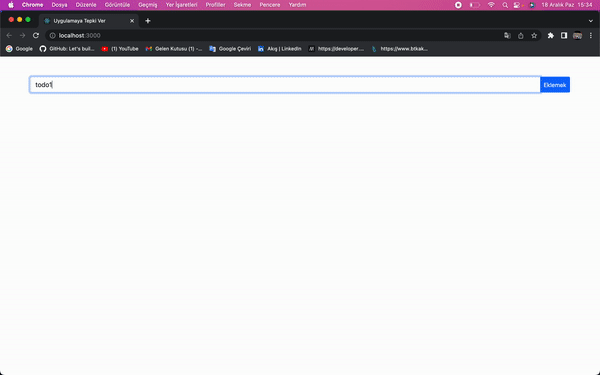 Chrome Dosya Düzenle Görüntüle Geçmiş Yer İşaretleri Profiller Sekme Pencere Yardım 18 Aralık Paz 15:34
Uygulamaya Tepki Ver
localhost:3000
Google GitHub: Let's buil... (1) YouTube Gelen Kutusu (1) -... Google Çeviri Akış | LinkedIn https://developer.... https://www.btkak...
todo1 Eklemek